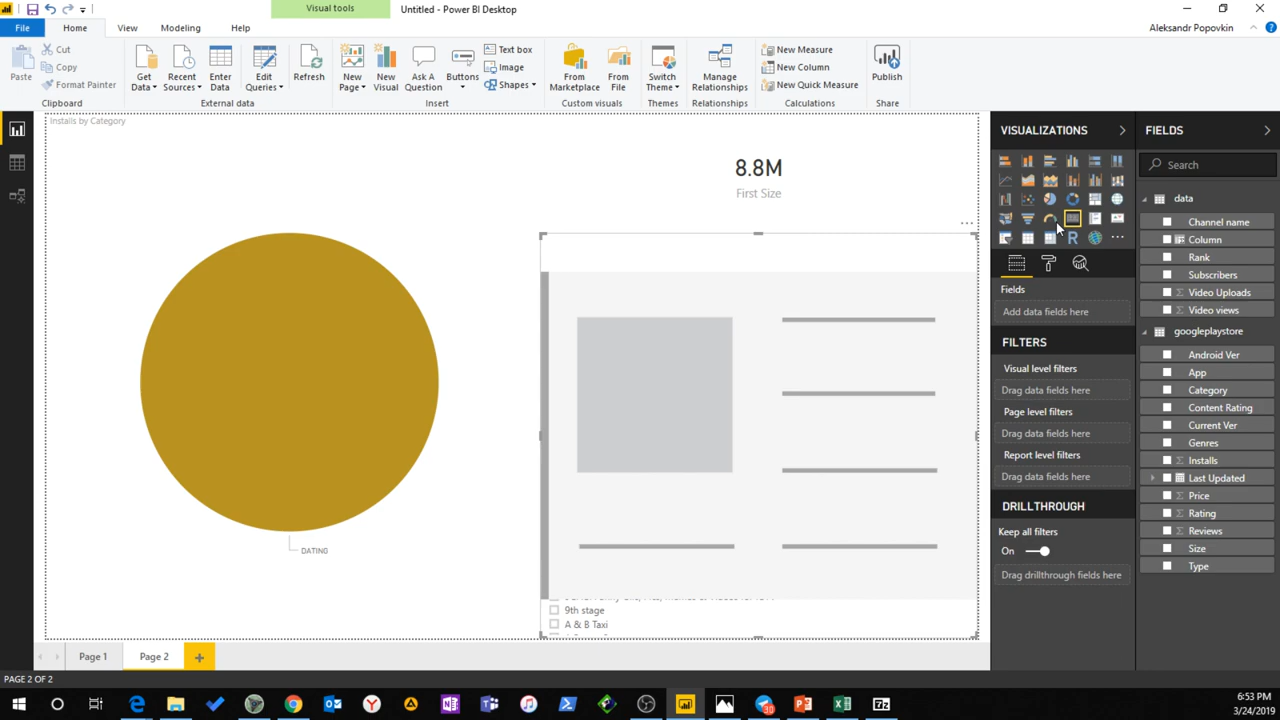 Visual tools
Untitled - Power BI Desktop
File
Home
View
Modeling
Help
Aleksandr Popovkin
Paste
Cut
Copy
Format Painter
Clipboard
Get Data
Recent Sources
Enter Data
Edit Queries
Refresh
External data
New Page
New Visual
Ask A Question
Buttons
Text box
Image
Shapes
Insert
From Marketplace
From File
Custom visuals
Switch Theme
Themes
Manage Relationships
Relationships
New Measure
New Column
New Quick Measure
Calculations
Publish
Share
Installs by Category
8.8M
First Size
DATING
9th stage
A & B Taxi
VISUALIZATIONS
R
Fields
Add data fields here
FILTERS
Visual level filters
Drag data fields here
Page level filters
Drag data fields here
Report level filters
Drag data fields here
DRILLTHROUGH
Keep all filters
On
Drag drillthrough fields here
FIELDS
Search
data
Channel name
Column
Rank
Subscribers
Video Uploads
Video views
googleplaystore
Android Ver
App
Category
Content Rating
Current Ver
Genres
Installs
Last Updated
Price
Rating
Reviews
Size
Type
Page 1
Page 2
PAGE 2 OF 2
6:53 PM
3/24/2019